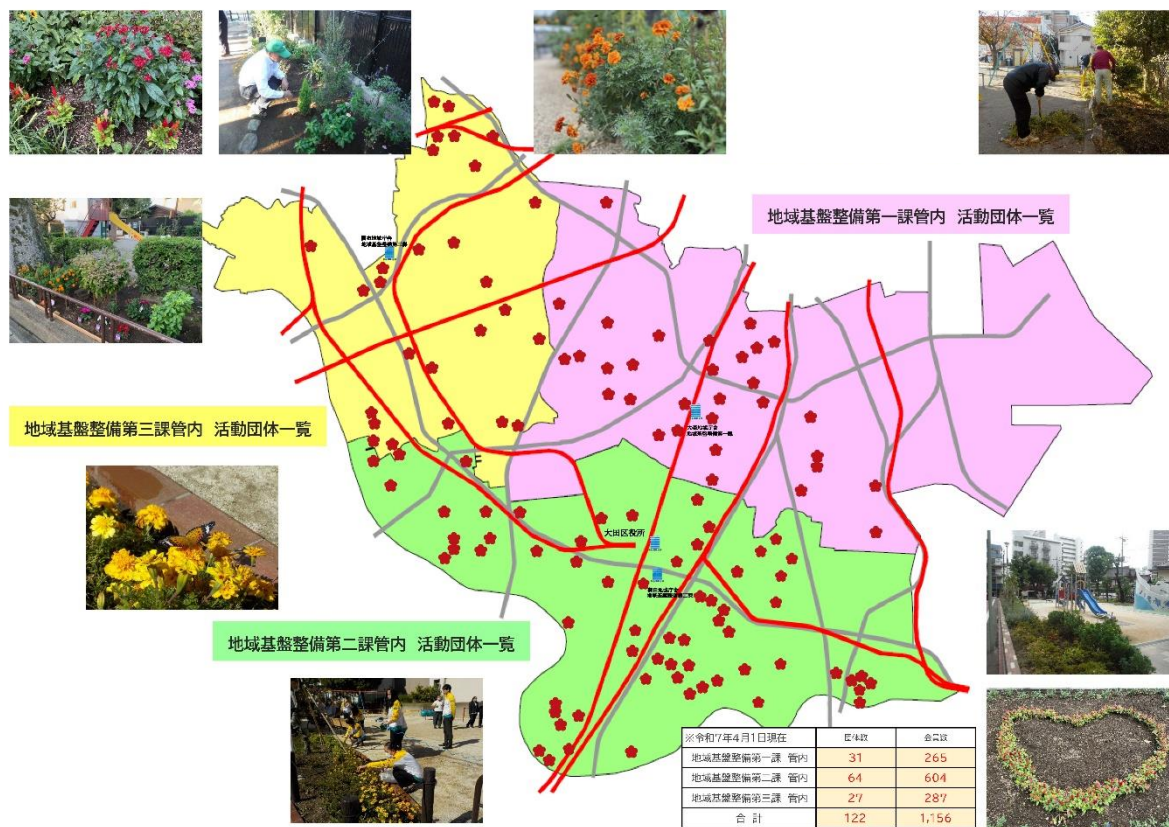 地域基盤整備第一課管内 活動団体一覧
地域基盤整備第三課管内 活動団体一覧
大田区役所
地域基盤整備第二課管内 活動団体一覧
※令和7年4月1日現在 団体数 会員数
地域基盤整備第一課 管内 31 265
地域基盤整備第二課 管内 64 604
地域基盤整備第三課 管内 27 287
合 計 122 1,156